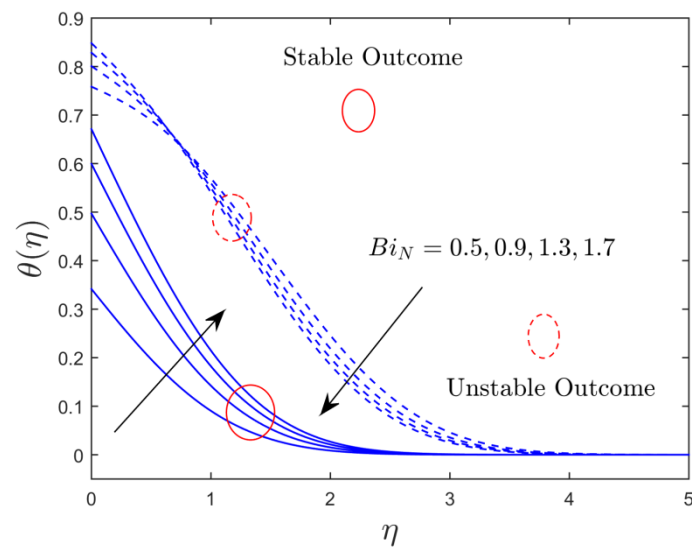 0.9
0.8
0.7
0.6
0.5
0.4
0.3
0.2
0.1
0
θ(η)
Stable Outcome
Bi_N = 0.5, 0.9, 1.3, 1.7
Unstable Outcome
0 1 2 3 4 5
η